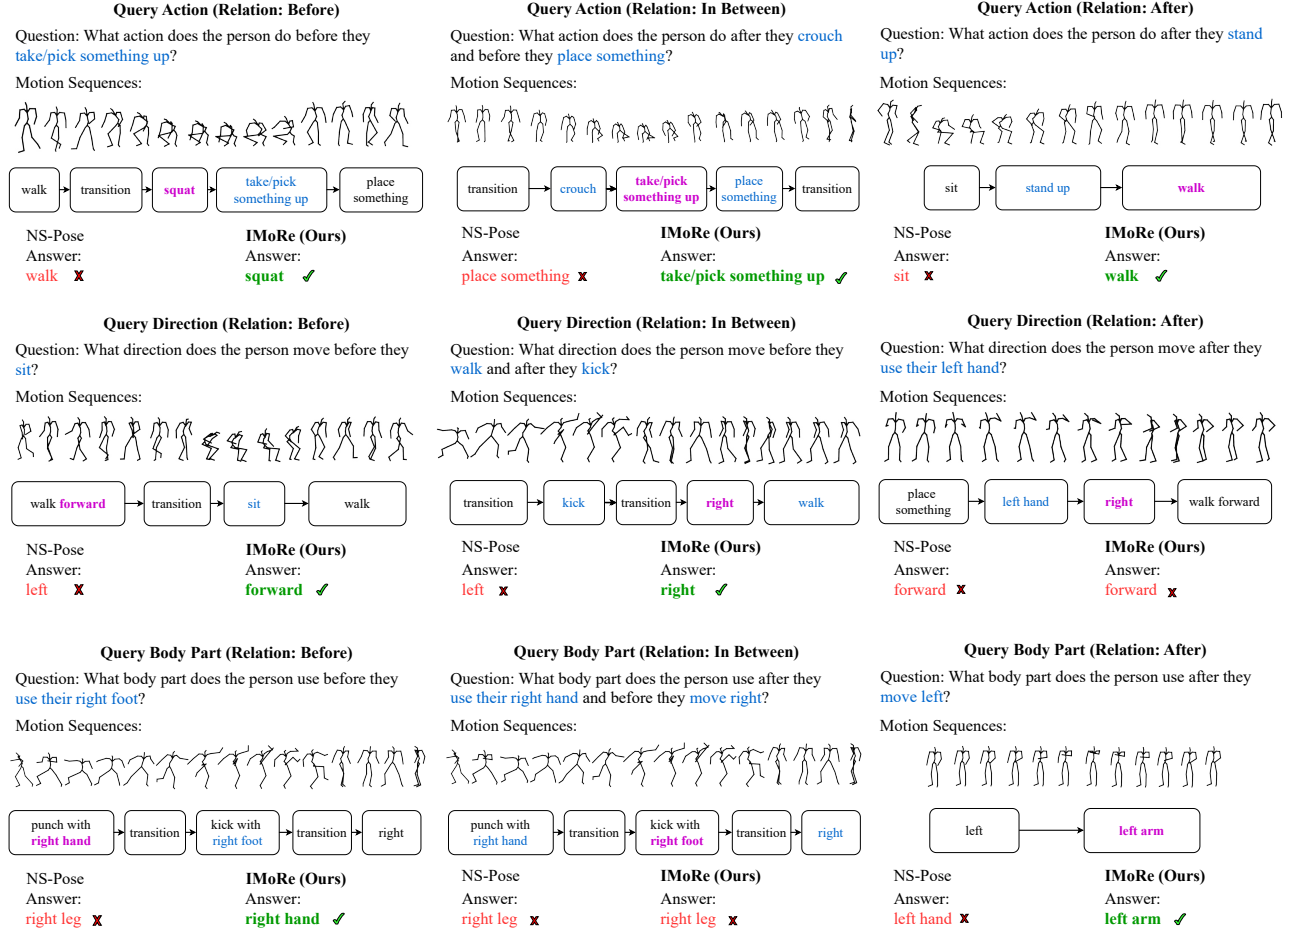 Query Action (Relation: Before)
Question: What action does the person do before they
take/pick something up?
Motion Sequences:
walk
transition
squat
take/pick
something up
place
something
NS-Pose
Answer:
walk
IMoRe (Ours)
Answer:
squat
Query Action (Relation: In Between)
Question: What action does the person do after they crouch
and before they place something?
Motion Sequences:
transition
crouch
take/pick
something up
place
something
transition
NS-Pose
Answer:
place something
IMoRe (Ours)
Answer:
take/pick something up
Query Action (Relation: After)
Question: What action does the person do after they stand
up?
Motion Sequences:
sit
stand up
walk
NS-Pose
Answer:
sit
IMoRe (Ours)
Answer:
walk
Query Direction (Relation: Before)
Question: What direction does the person move before they
sit?
Motion Sequences:
walk forward
transition
sit
walk
NS-Pose
Answer:
left
IMoRe (Ours)
Answer:
forward
Query Direction (Relation: In Between)
Question: What direction does the person move before they
walk and after they kick?
Motion Sequences:
transition
kick
transition
right
walk
NS-Pose
Answer:
left
IMoRe (Ours)
Answer:
right
Query Direction (Relation: After)
Question: What direction does the person move after they
use their left hand?
Motion Sequences:
place
something
left hand
right
walk forward
NS-Pose
Answer:
forward
IMoRe (Ours)
Answer:
forward
Query Body Part (Relation: Before)
Question: What body part does the person use before they
use their right foot?
Motion Sequences:
punch with
right hand
transition
kick with
right foot
transition
right
NS-Pose
Answer:
right leg
IMoRe (Ours)
Answer:
right hand
Query Body Part (Relation: In Between)
Question: What body part does the person use after they
use their right hand and before they move right?
Motion Sequences:
punch with
right hand
transition
kick with
right foot
transition
right
NS-Pose
Answer:
right leg
IMoRe (Ours)
Answer:
right leg
Query Body Part (Relation: After)
Question: What body part does the person use after they
move left?
Motion Sequences:
left
left arm
NS-Pose
Answer:
left hand
IMoRe (Ours)
Answer:
left arm